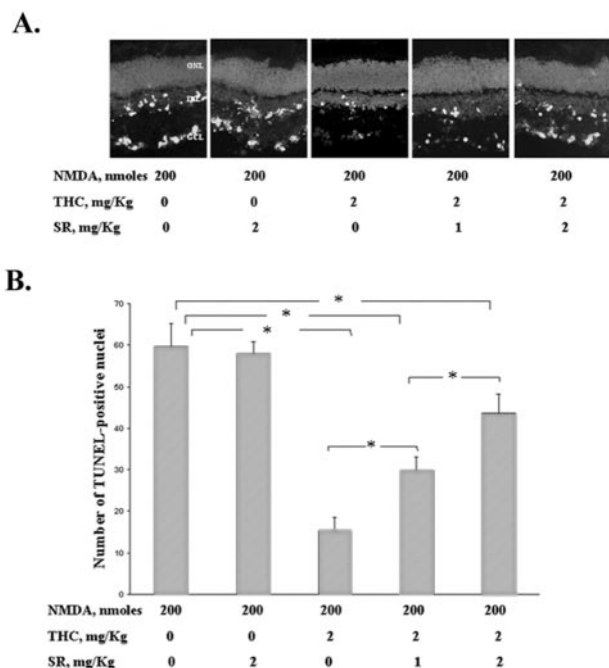 A.
ONL
INL
GCL
NMDA, nmoles 200 200 200 200 200
THC, mg/Kg 0 0 2 2 2
SR, mg/Kg 0 2 0 1 2
B.
Number of TUNEL-positive nuclei
70
60
50
40
30
20
10
0
*
*
*
*
*
NMDA, nmoles 200 200 200 200 200
THC, mg/Kg 0 0 2 2 2
SR, mg/Kg 0 2 0 1 2